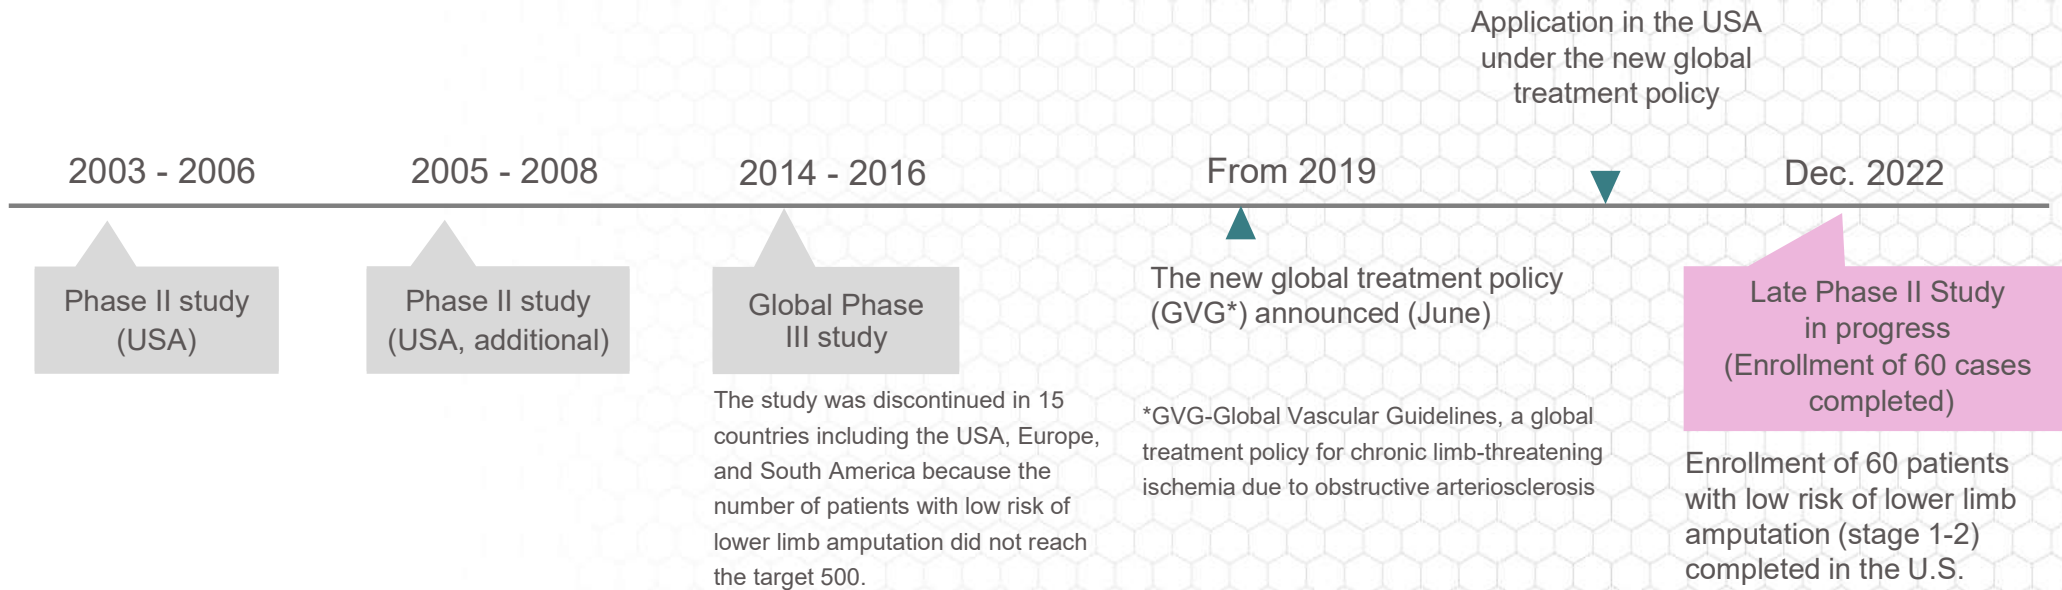 Application in the USA
under the new global
treatment policy
2003 - 2006
2005 - 2008
2014 - 2016
From 2019
Dec. 2022
Phase II study
(USA)
Phase II study
(USA, additional)
Global Phase
III study
The study was discontinued in 15
countries including the USA, Europe,
and South America because the
number of patients with low risk of
lower limb amputation did not reach
the target 500.
The new global treatment policy
(GVG*) announced (June)
*GVG-Global Vascular Guidelines, a global
treatment policy for chronic limb-threatening
ischemia due to obstructive arteriosclerosis
Late Phase II Study
in progress
(Enrollment of 60 cases
completed)
Enrollment of 60 patients
with low risk of lower limb
amputation (stage 1-2)
completed in the U.S.